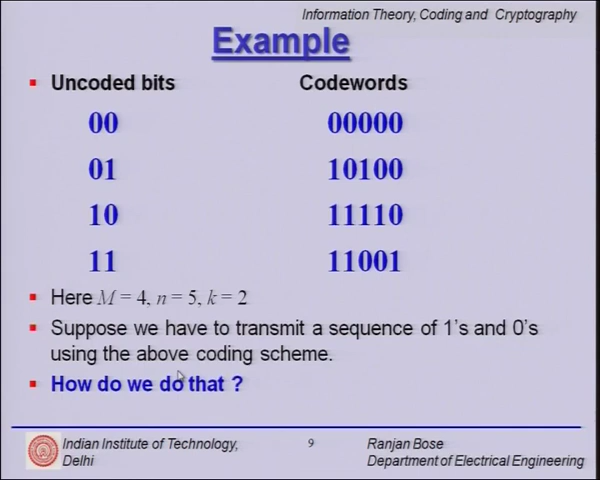 Information Theory, Coding and Cryptography
Example
Uncoded bits Codewords
00 00000
01 10100
10 11110
11 11001
Here M = 4, n = 5, k = 2
Suppose we have to transmit a sequence of 1's and 0's
using the above coding scheme.
How do we do that ?
Indian Institute of Technology,
Delhi
9
Ranjan Bose
Department of Electrical Engineering